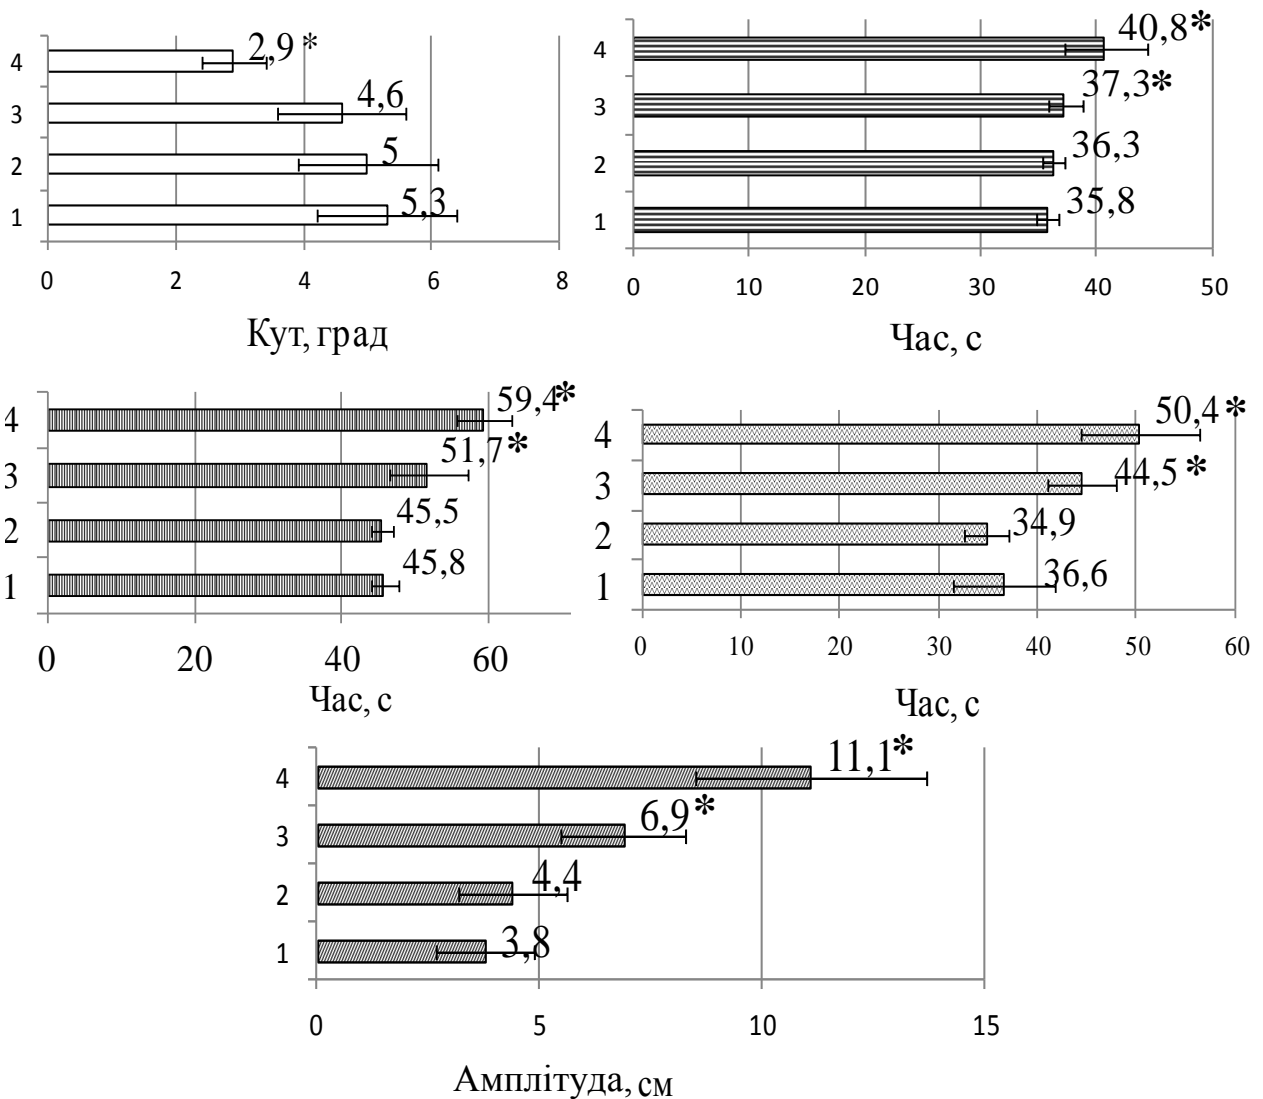 4 2,9*
3 4,6
2 5
1 5,3
0 2 4 6 8
Кут, град
4 40,8*
3 37,3*
2 36,3
1 35,8
0 10 20 30 40 50
Час, с
4 59,4*
3 51,7*
2 45,5
1 45,8
0 20 40 60
Час, с
4 50,4*
3 44,5*
2 34,9
1 36,6
0 10 20 30 40 50 60
Час, с
4 11,1*
3 6,9*
2 4,4
1 3,8
0 5 10 15
Амплітуда, см